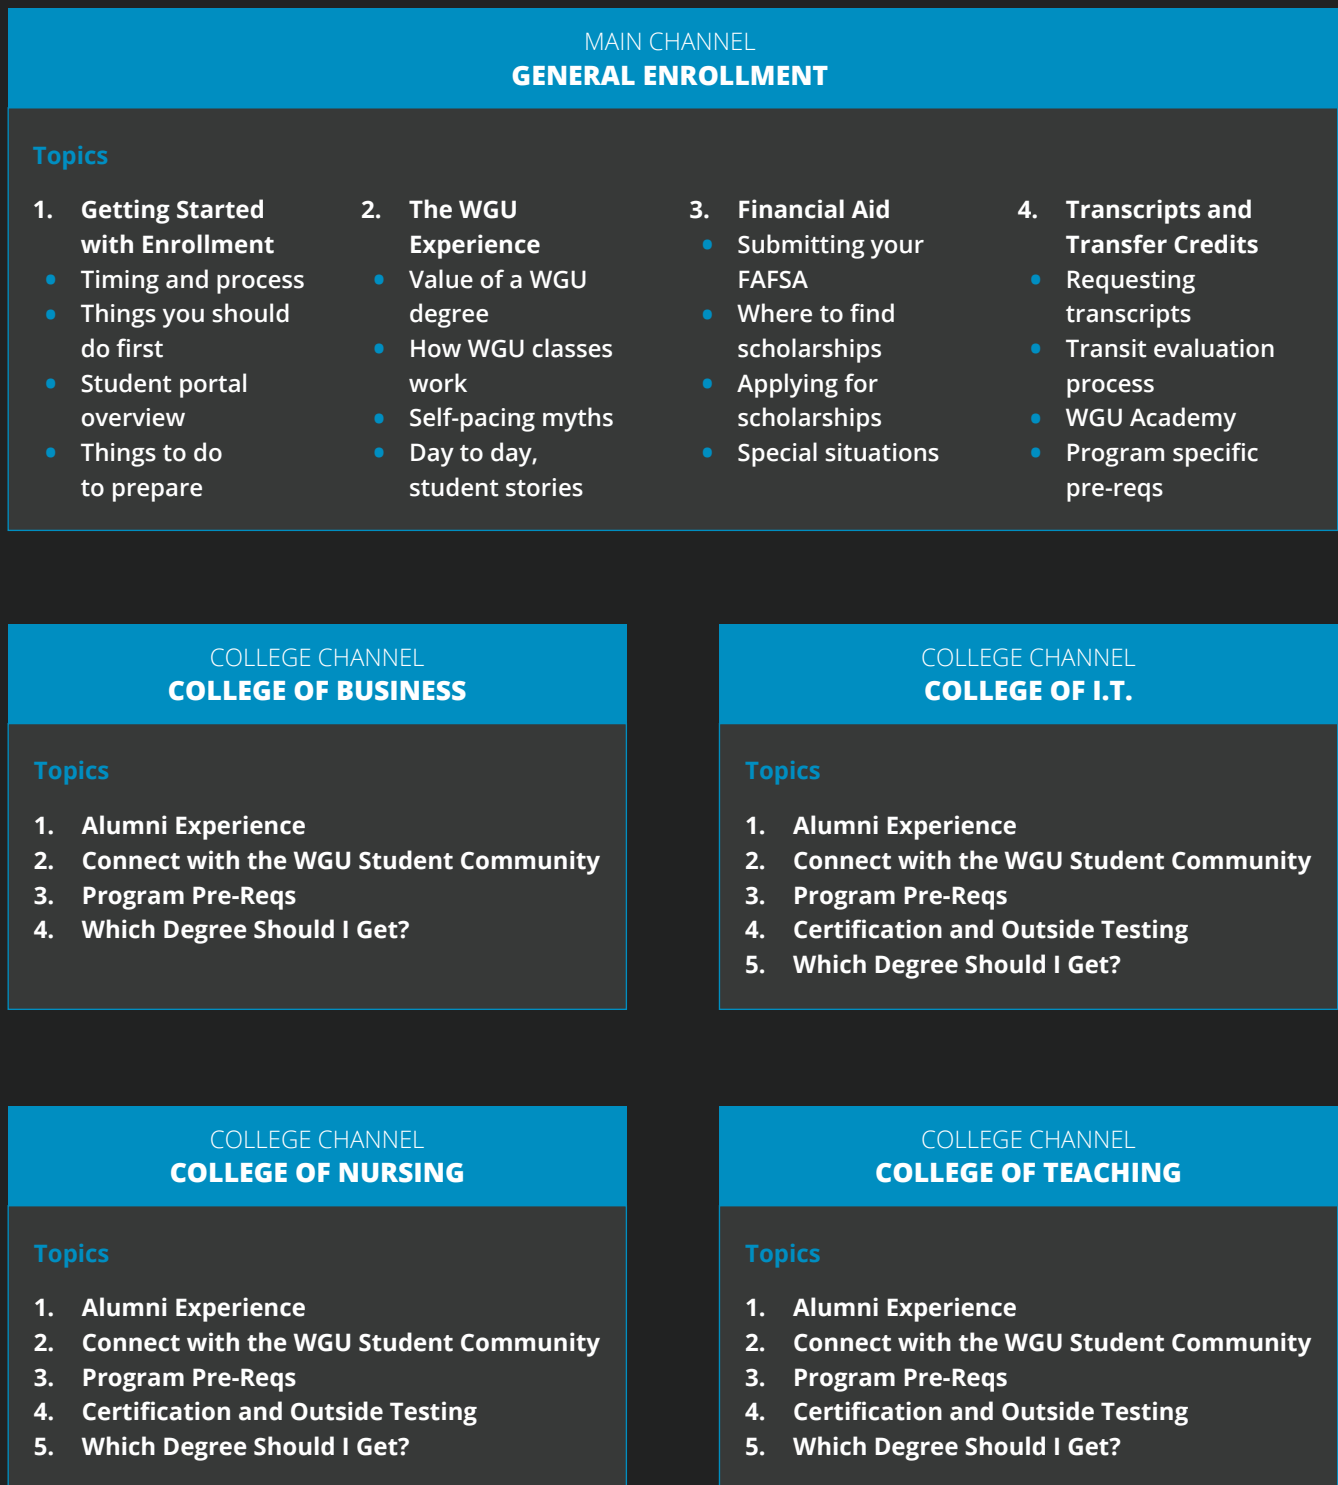 MAIN CHANNEL
GENERAL ENROLLMENT
Topics
1. Getting Started
with Enrollment
• Timing and process
• Things you should
do first
• Student portal
overview
• Things to do
to prepare
2. The WGU
Experience
• Value of a WGU
degree
• How WGU classes
work
• Self-pacing myths
• Day to day,
student stories
3. Financial Aid
• Submitting your
FAFSA
• Where to find
scholarships
• Applying for
scholarships
• Special situations
4. Transcripts and
Transfer Credits
• Requesting
transcripts
• Transit evaluation
process
• WGU Academy
• Program specific
pre-reqs
COLLEGE CHANNEL
COLLEGE OF BUSINESS
Topics
1. Alumni Experience
2. Connect with the WGU Student Community
3. Program Pre-Reqs
4. Which Degree Should I Get?
COLLEGE CHANNEL
COLLEGE OF I.T.
Topics
1. Alumni Experience
2. Connect with the WGU Student Community
3. Program Pre-Reqs
4. Certification and Outside Testing
5. Which Degree Should I Get?
COLLEGE CHANNEL
COLLEGE OF NURSING
Topics
1. Alumni Experience
2. Connect with the WGU Student Community
3. Program Pre-Reqs
4. Certification and Outside Testing
5. Which Degree Should I Get?
COLLEGE CHANNEL
COLLEGE OF TEACHING
Topics
1. Alumni Experience
2. Connect with the WGU Student Community
3. Program Pre-Reqs
4. Certification and Outside Testing
5. Which Degree Should I Get?